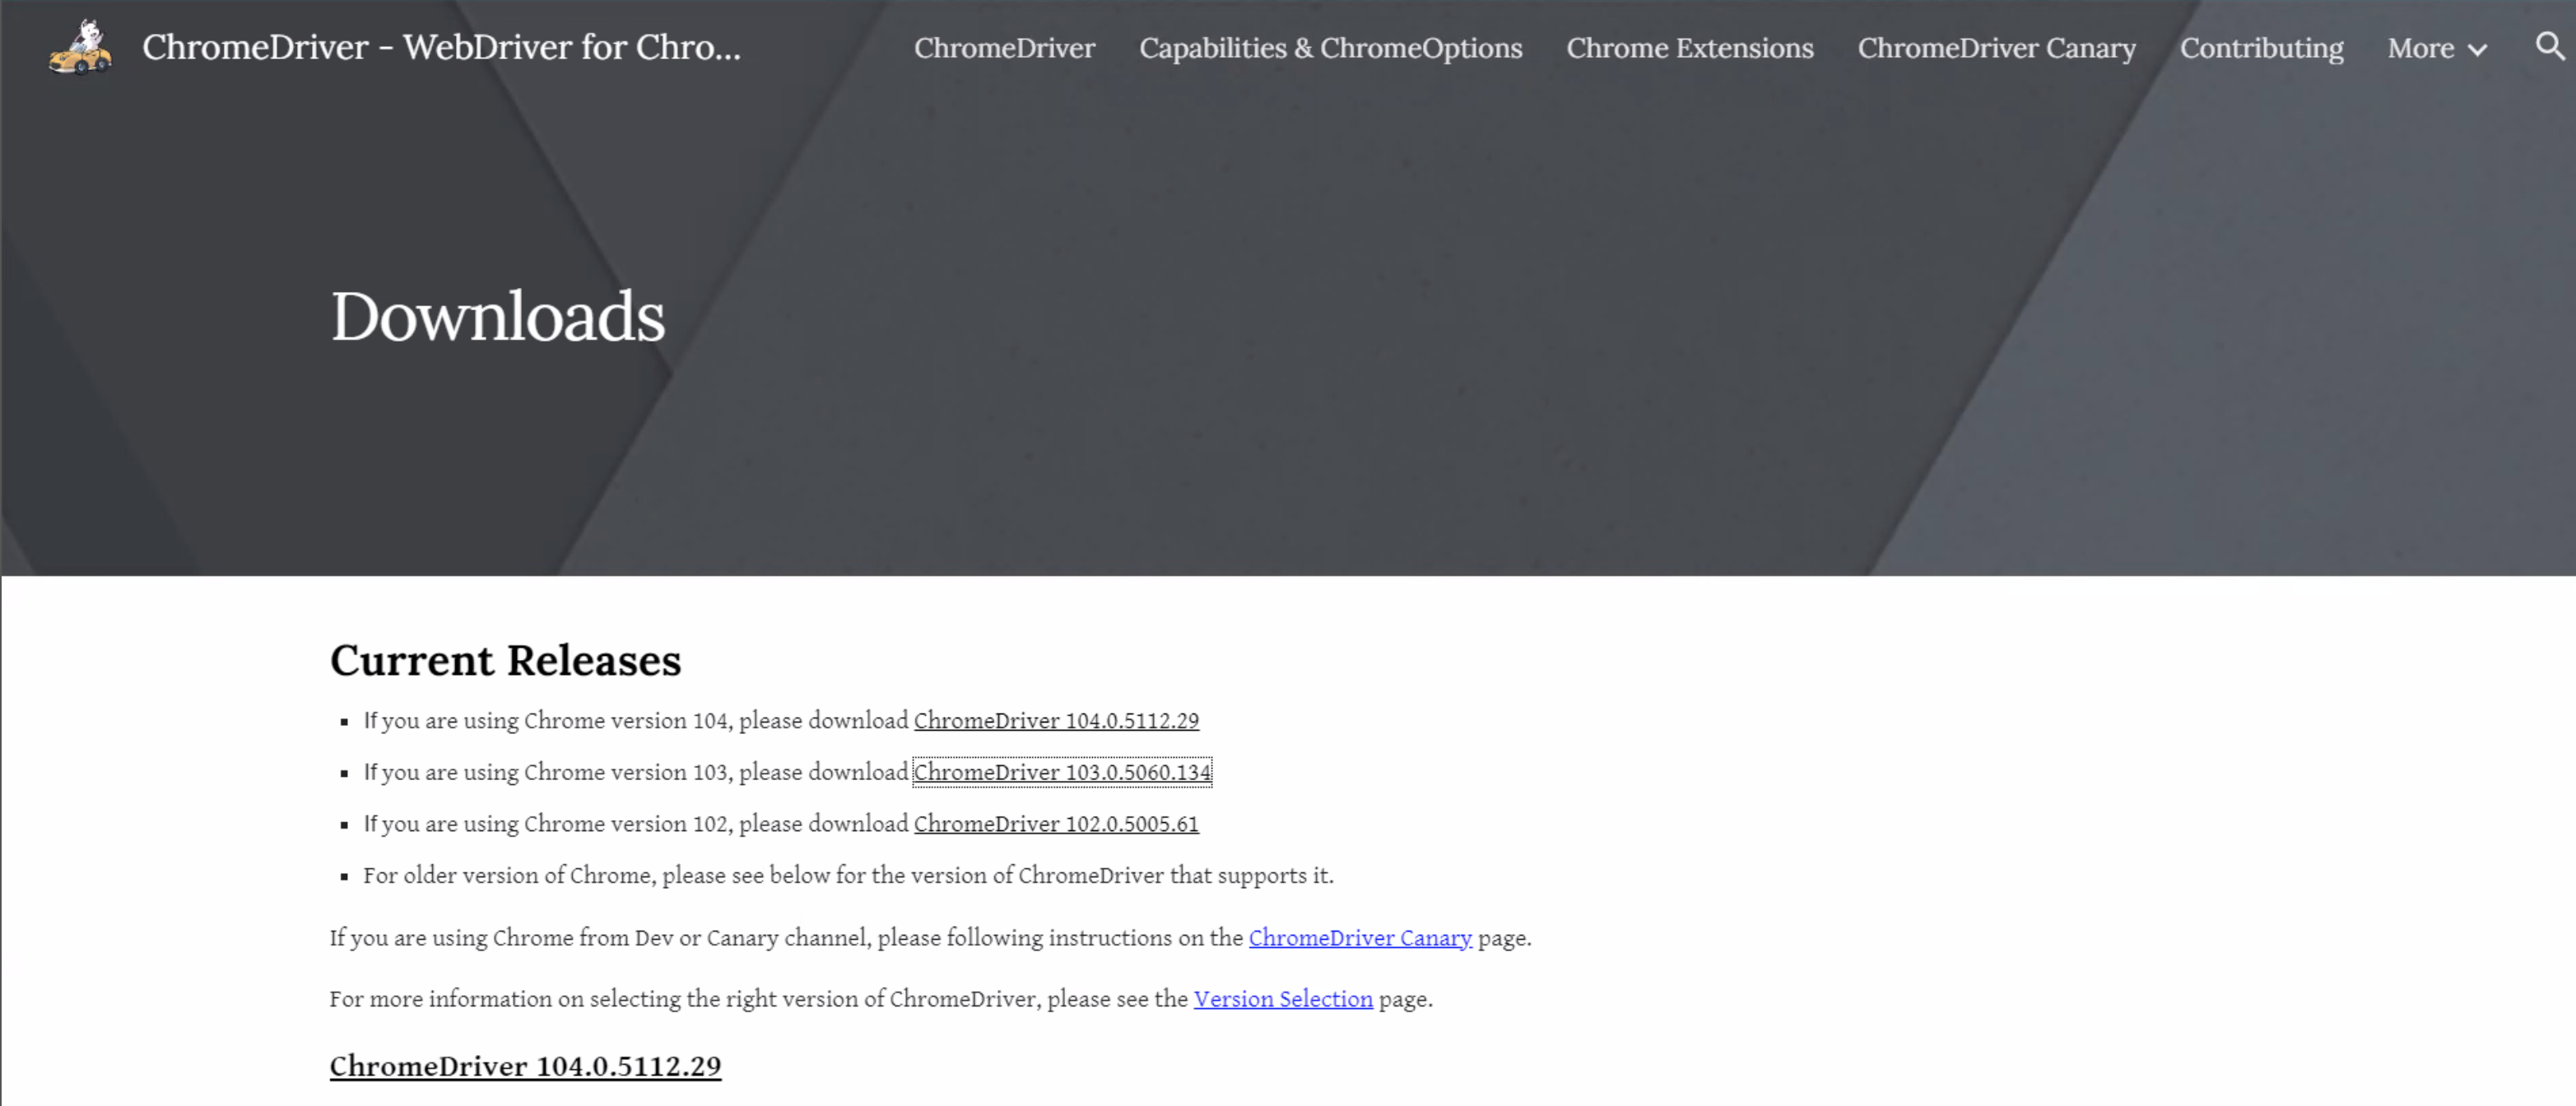 ChromeDriver - WebDriver for Chro...
ChromeDriver Capabilities & ChromeOptions Chrome Extensions ChromeDriver Canary Contributing More
Downloads
Current Releases
▪ If you are using Chrome version 104, please download ChromeDriver 104.0.5112.29
▪ If you are using Chrome version 103, please download ChromeDriver 103.0.5060.134
▪ If you are using Chrome version 102, please download ChromeDriver 102.0.5005.61
▪ For older version of Chrome, please see below for the version of ChromeDriver that supports it.
If you are using Chrome from Dev or Canary channel, please following instructions on the ChromeDriver Canary page.
For more information on selecting the right version of ChromeDriver, please see the Version Selection page.
ChromeDriver 104.0.5112.29